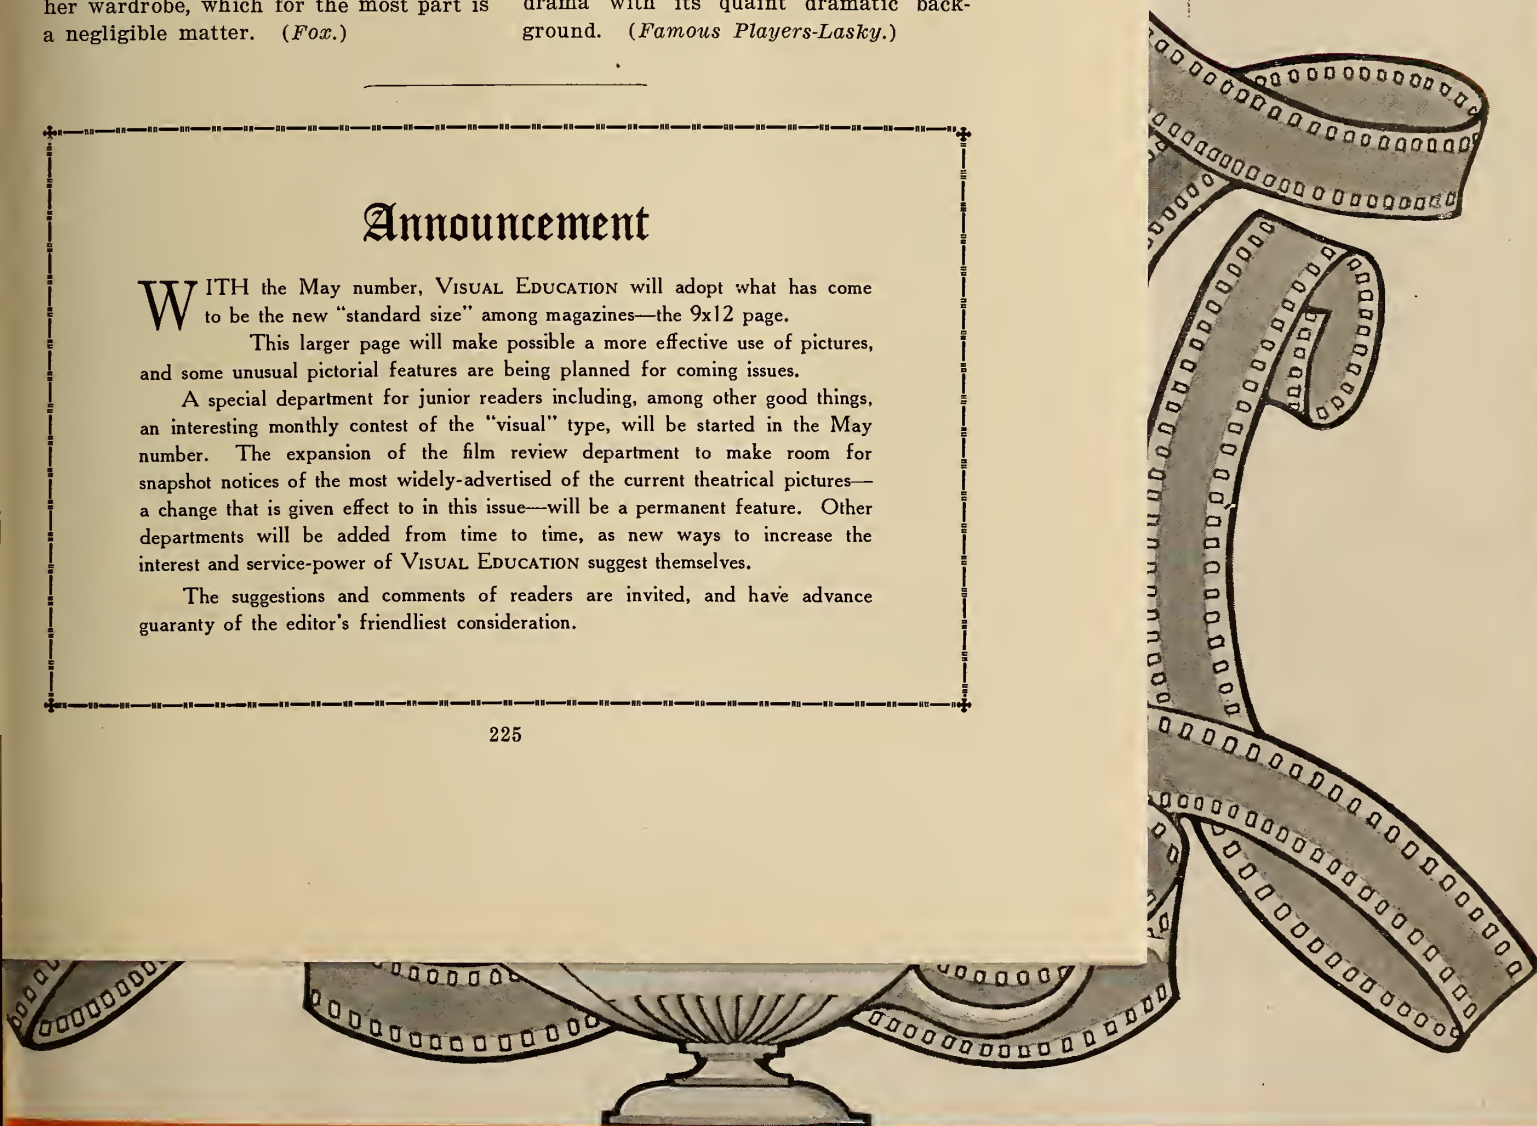 her wardrobe, which for the most part is
a negligible matter. (Fox.)
drama with its quaint dramatic back-
ground. (Famous Players-Lasky.)
Announcement
WITH the May number, VISUAL EDUCATION will adopt what has come
to be the new "standard size" among magazines—the 9x12 page.
This larger page will make possible a more effective use of pictures,
and some unusual pictorial features are being planned for coming issues.
A special department for junior readers including, among other good things,
an interesting monthly contest of the "visual" type, will be started in the May
number. The expansion of the film review department to make room for
snapshot notices of the most widely-advertised of the current theatrical pictures—
a change that is given effect to in this issue—will be a permanent feature. Other
departments will be added from time to time, as new ways to increase the
interest and service-power of VISUAL EDUCATION suggest themselves.
The suggestions and comments of readers are invited, and have advance
guaranty of the editor's friendliest consideration.
225